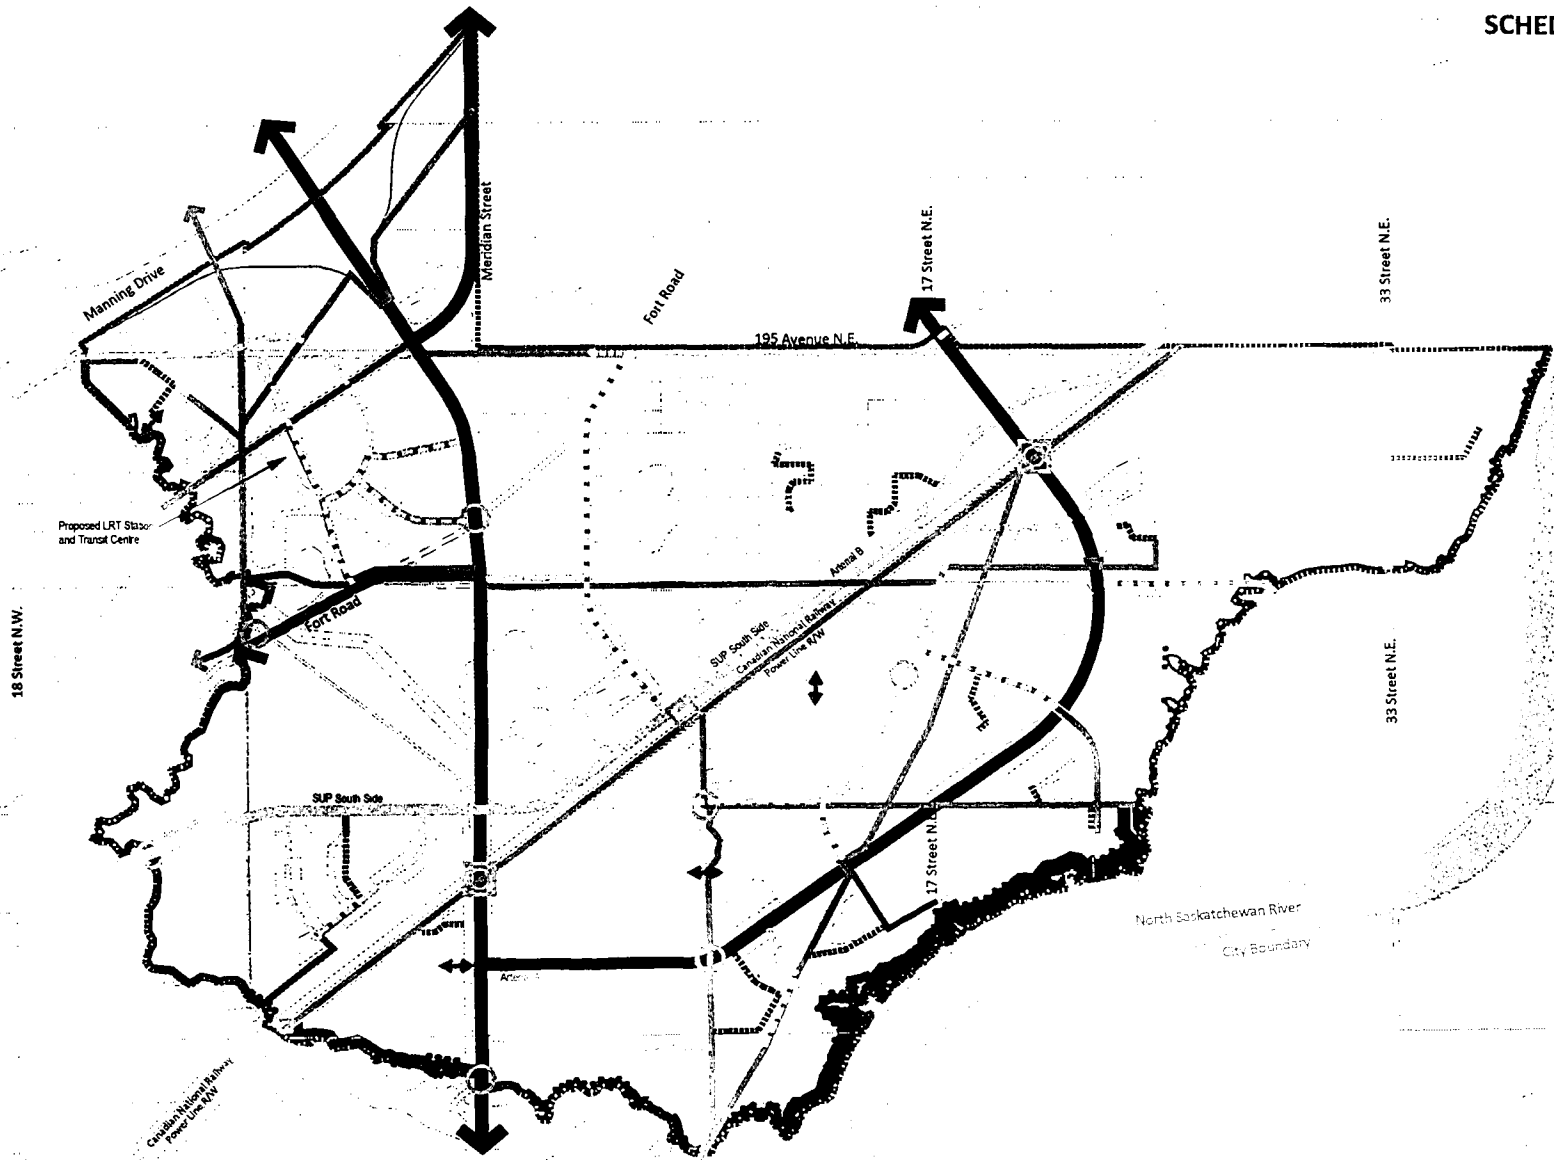 SCHED
Meridian Street
17 Street N.E.
33 Street N.E.
Manning Drive
Fort Road
195 Avenue N.E.
Proposed LRT Station
and Transit Centre
Arterial B
18 Street N.W.
Fort Road
SUP South Side
Canadian National Railway
Power Line R/W
33 Street N.E.
SUP South Side
17 Street N.E.
North Saskatchewan River
City Boundary
Canadian National Railway
Power Line R/W